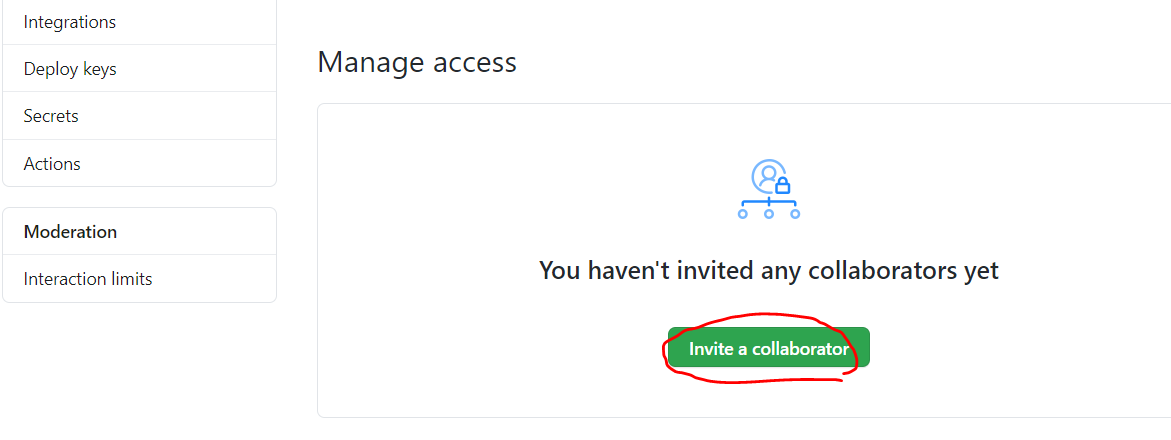 Integrations
Deploy keys
Secrets
Actions
Moderation
Interaction limits
Manage access
You haven't invited any collaborators yet
Invite a collaborator